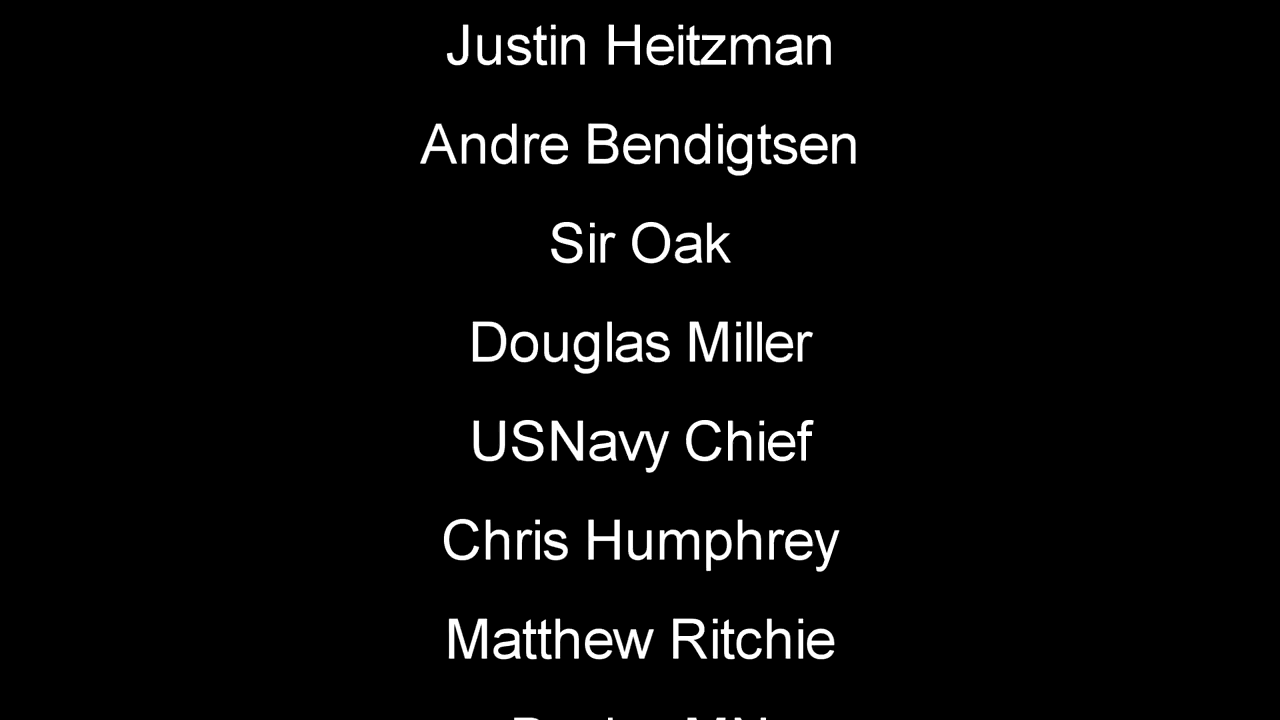 Justin Heitzman
Andre Bendigtsen
Sir Oak
Douglas Miller
USNavy Chief
Chris Humphrey
Matthew Ritchie